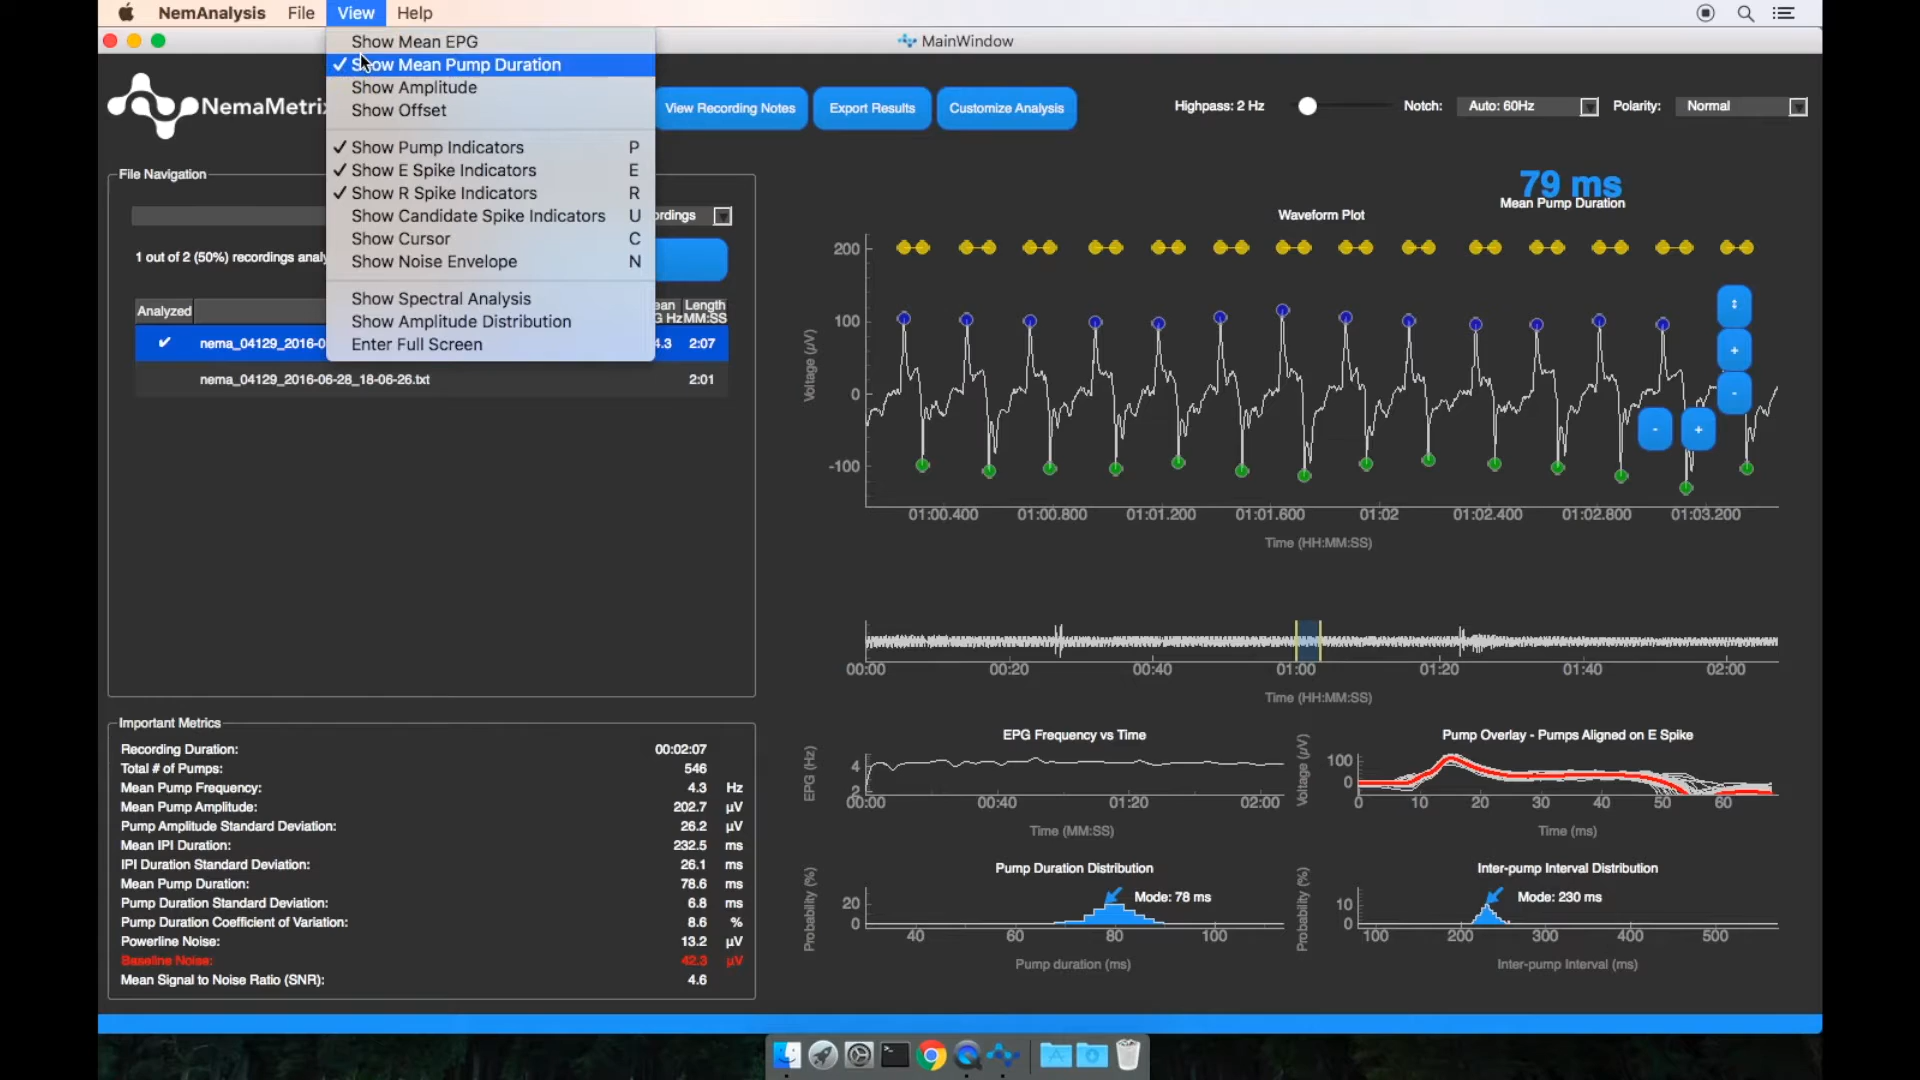 NemAnalysis File View Help
MainWindow
Show Mean EPG
✓ Show Mean Pump Duration
Show Amplitude
Show Offset
✓ Show Pump Indicators P
✓ Show E Spike Indicators E
✓ Show R Spike Indicators R
Show Candidate Spike Indicators U
Show Cursor C
Show Noise Envelope N
Show Spectral Analysis
Show Amplitude Distribution
Enter Full Screen
NemaMetrix
View Recording Notes
Export Results
Customize Analysis
Highpass: 2 Hz
Notch: Auto: 60Hz
Polarity: Normal
File Navigation
1 out of 2 (50%) recordings
Analyzed
Length
MM:SS
✔ nema_04129_2016-0 4.3 2:07
nema_04129_2016-06-28_18-06-26.txt 2:01
79 ms
Mean Pump Duration
Waveform Plot
Voltage (µV)
200
100
0
-100
+
-
- +
01:00.400 01:00.800 01:01.200 01:01.600 01:02 01:02.400 01:02.800 01:03.200
Time (HH:MM:SS)
00:00 00:20 00:40 01:00 01:20 01:40 02:00
Time (HH:MM:SS)
Important Metrics
Recording Duration: 00:02:07
Total # of Pumps: 546
Mean Pump Frequency: 4.3 Hz
Mean Pump Amplitude: 202.7 µV
Pump Amplitude Standard Deviation: 26.2 µV
Mean IPI Duration: 232.5 ms
IPI Duration Standard Deviation: 26.1 ms
Mean Pump Duration: 78.6 ms
Pump Duration Standard Deviation: 6.8 ms
Pump Duration Coefficient of Variation: 8.6 %
Powerline Noise: 13.2 µV
Baseline Noise: 42.3 µV
Mean Signal to Noise Ratio (SNR): 4.6
EPG Frequency vs Time
EPG (Hz)
4
2
00:00 00:40 01:20 02:00
Time (MM:SS)
Pump Overlay - Pumps Aligned on E Spike
Voltage (µV)
100
0
0 10 20 30 40 50 60
Time (ms)
Pump Duration Distribution
Probability (%)
Mode: 78 ms
20
0
40 60 80 100
Pump duration (ms)
Inter-pump Interval Distribution
Probability (%)
Mode: 230 ms
10
0
100 200 300 400 500
Inter-pump Interval (ms)